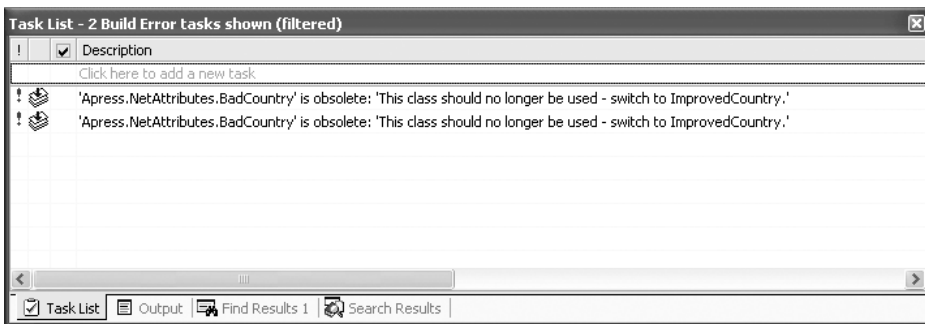 Task List - 2 Build Error tasks shown (filtered)
! Description
Click here to add a new task
! 'Apress.NetAttributes.BadCountry' is obsolete: 'This class should no longer be used - switch to ImprovedCountry.'
! 'Apress.NetAttributes.BadCountry' is obsolete: 'This class should no longer be used - switch to ImprovedCountry.'
Task List Output Find Results 1 Search Results